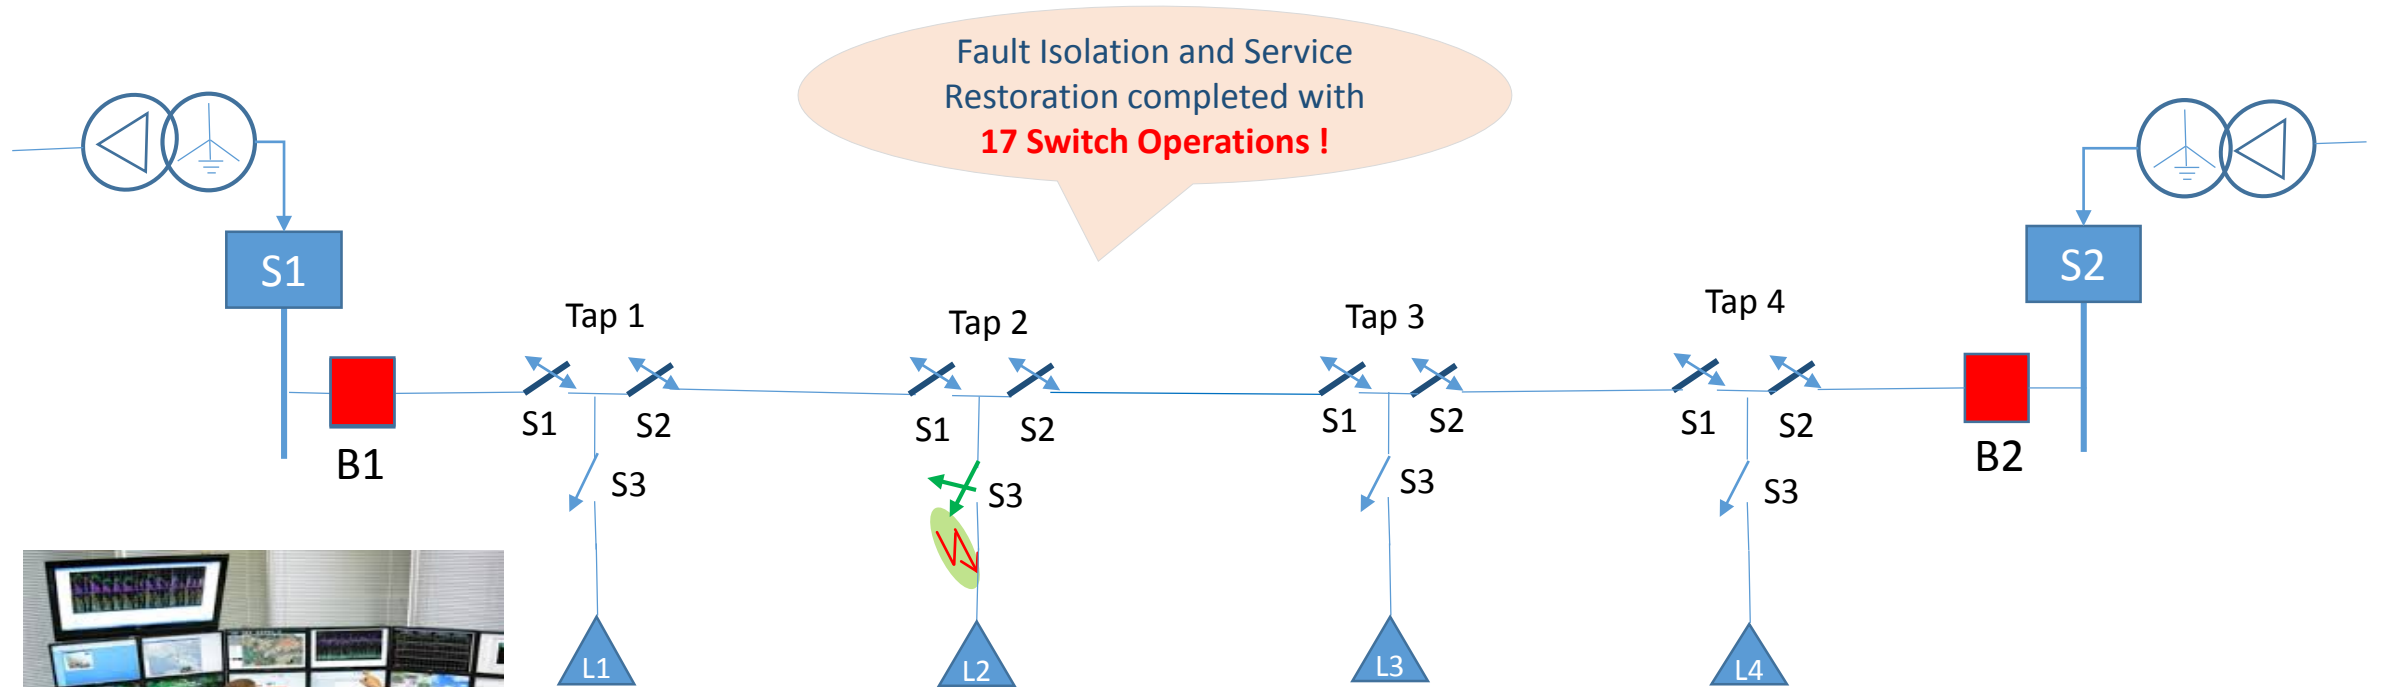 Fault Isolation and Service
Restoration completed with
17 Switch Operations !
S1
S2
Tap 1
Tap 2
Tap 3
Tap 4
S1
S2
S1
S2
S1
S2
S1
S2
B1
B2
S3
S3
S3
S3
L1
L2
L3
L4